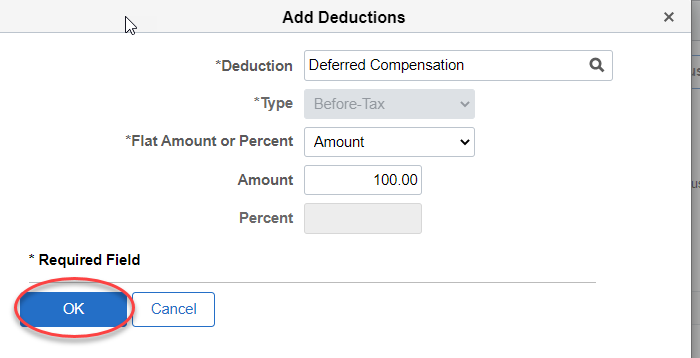 Add Deductions ×
*Deduction Deferred Compensation
*Type Before-Tax
*Flat Amount or Percent Amount
Amount 100.00
Percent
* Required Field
OK Cancel